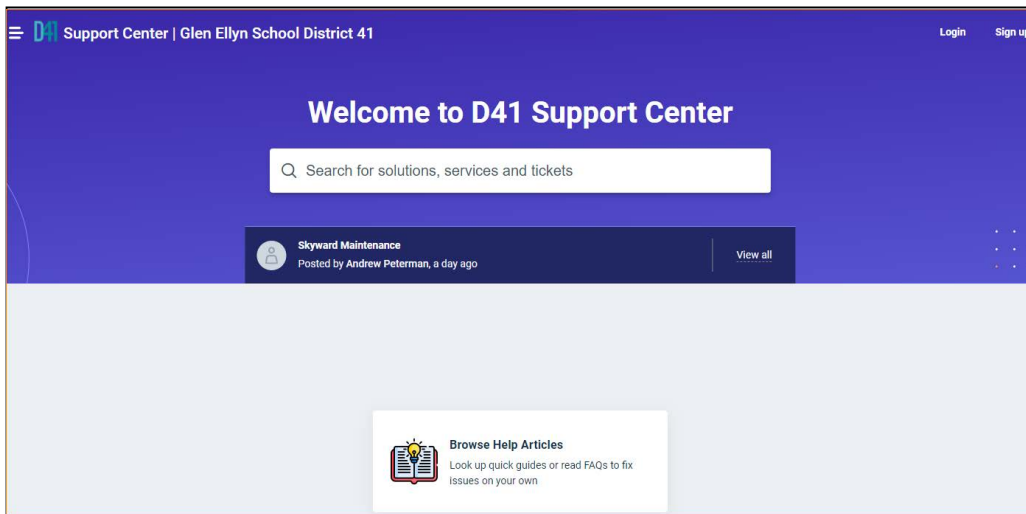 D41 Support Center | Glen Ellyn School District 41
Login
Sign up
Welcome to D41 Support Center
Search for solutions, services and tickets
Skyward Maintenance
Posted by Andrew Peterman, a day ago
View all
Browse Help Articles
Look up quick guides or read FAQs to fix
issues on your own